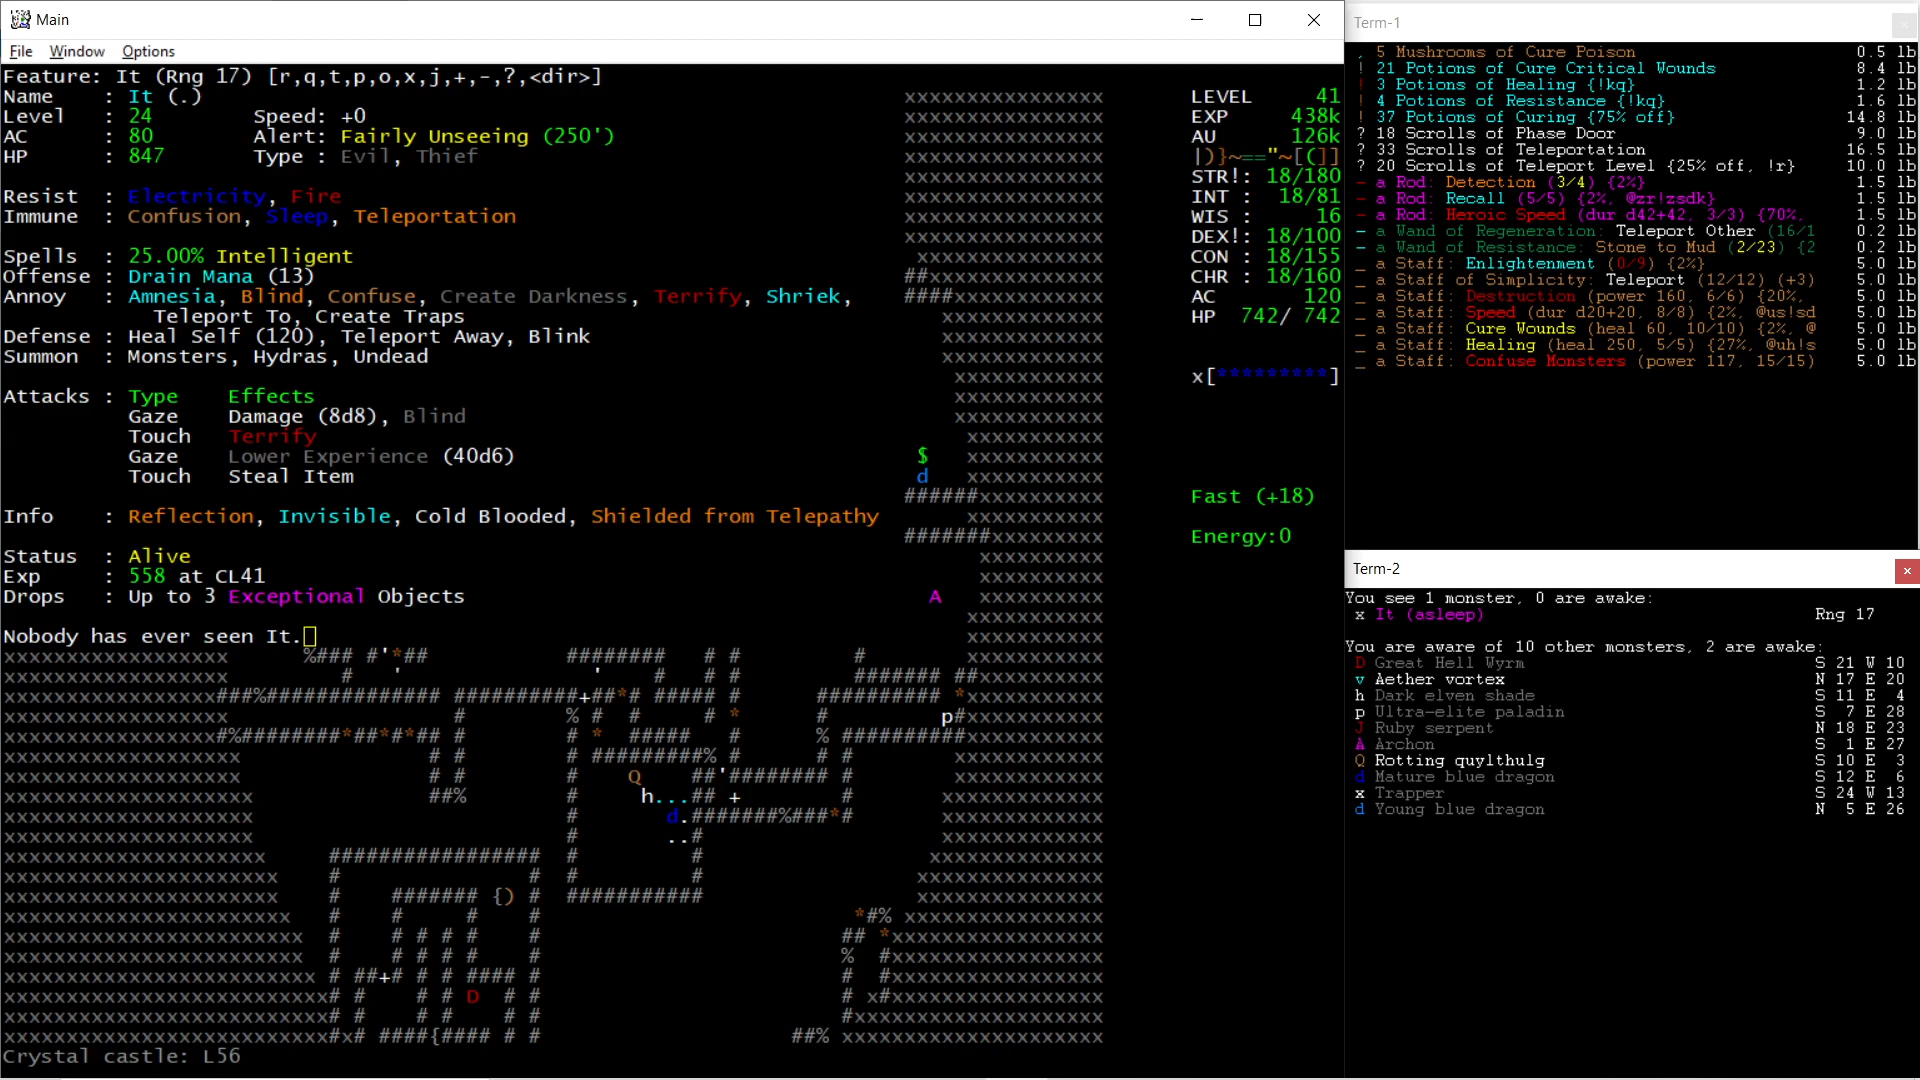 Main
File Window Options
Feature: It (Rng 17) [r,q,t,p,o,x,j,+,-,?,<dir>]
Name : It (.)
Level : 24 Speed: +0
AC : 80 Alert: Fairly Unseeing (250')
HP : 847 Type : Evil, Thief
Resist : Electricity, Fire
Immune : Confusion, Sleep, Teleportation
Spells : 25.00% Intelligent
Offense : Drain Mana (13)
Annoy : Amnesia, Blind, Confuse, Create Darkness, Terrify, Shriek,
Teleport To, Create Traps
Defense : Heal Self (120), Teleport Away, Blink
Summon : Monsters, Hydras, Undead
Attacks : Type Effects
Gaze Damage (8d8), Blind
Touch Terrify
Gaze Lower Experience (40d6)
Touch Steal Item
Info : Reflection, Invisible, Cold Blooded, Shielded from Telepathy
Status : Alive
Exp : 558 at CL41
Drops : Up to 3 Exceptional Objects
Nobody has ever seen It.
Crystal castle: L56
LEVEL 41
EXP 438k
AU 126k
|)}~=="~[(]]
STR!: 18/180
INT : 18/81
WIS : 16
DEX!: 18/100
CON : 18/155
CHR : 18/160
AC 120
HP 742/ 742
x[*********]
Fast (+18)
Energy:0
Term-1
, 5 Mushrooms of Cure Poison 0.5 lb
! 21 Potions of Cure Critical Wounds 8.4 lb
! 3 Potions of Healing {!kq} 1.2 lb
! 4 Potions of Resistance {!kq} 1.6 lb
! 37 Potions of Curing {75% off} 14.8 lb
? 18 Scrolls of Phase Door 9.0 lb
? 33 Scrolls of Teleportation 16.5 lb
? 20 Scrolls of Teleport Level {25% off, !r} 10.0 lb
- a Rod: Detection (3/4) {2%} 1.5 lb
- a Rod: Recall (5/5) {2%, @zr!zsdk} 1.5 lb
- a Rod: Heroic Speed (dur d42+42, 3/3) {70%, 1.5 lb
- a Wand of Regeneration: Teleport Other (16/1 0.2 lb
- a Wand of Resistance: Stone to Mud (2/23) {2 0.2 lb
_ a Staff: Enlightenment (0/9) {2%} 5.0 lb
_ a Staff of Simplicity: Teleport (12/12) (+3) 5.0 lb
_ a Staff: Destruction (power 160, 6/6) {20%, 5.0 lb
_ a Staff: Speed (dur d20+20, 8/8) {2%, @us!sd 5.0 lb
_ a Staff: Cure Wounds (heal 60, 10/10) {2%, @ 5.0 lb
_ a Staff: Healing (heal 250, 5/5) {27%, @uh!s 5.0 lb
_ a Staff: Confuse Monsters (power 117, 15/15) 5.0 lb
Term-2
You see 1 monster, 0 are awake:
x It (asleep) Rng 17
You are aware of 10 other monsters, 2 are awake:
D Great Hell Wyrm S 21 W 10
v Aether vortex N 17 E 20
h Dark elven shade S 11 E 4
p Ultra-elite paladin S 7 E 28
J Ruby serpent N 18 E 23
A Archon S 1 E 27
Q Rotting quylthulg S 10 E 3
d Mature blue dragon S 12 E 6
x Trapper S 24 W 13
d Young blue dragon N 5 E 26